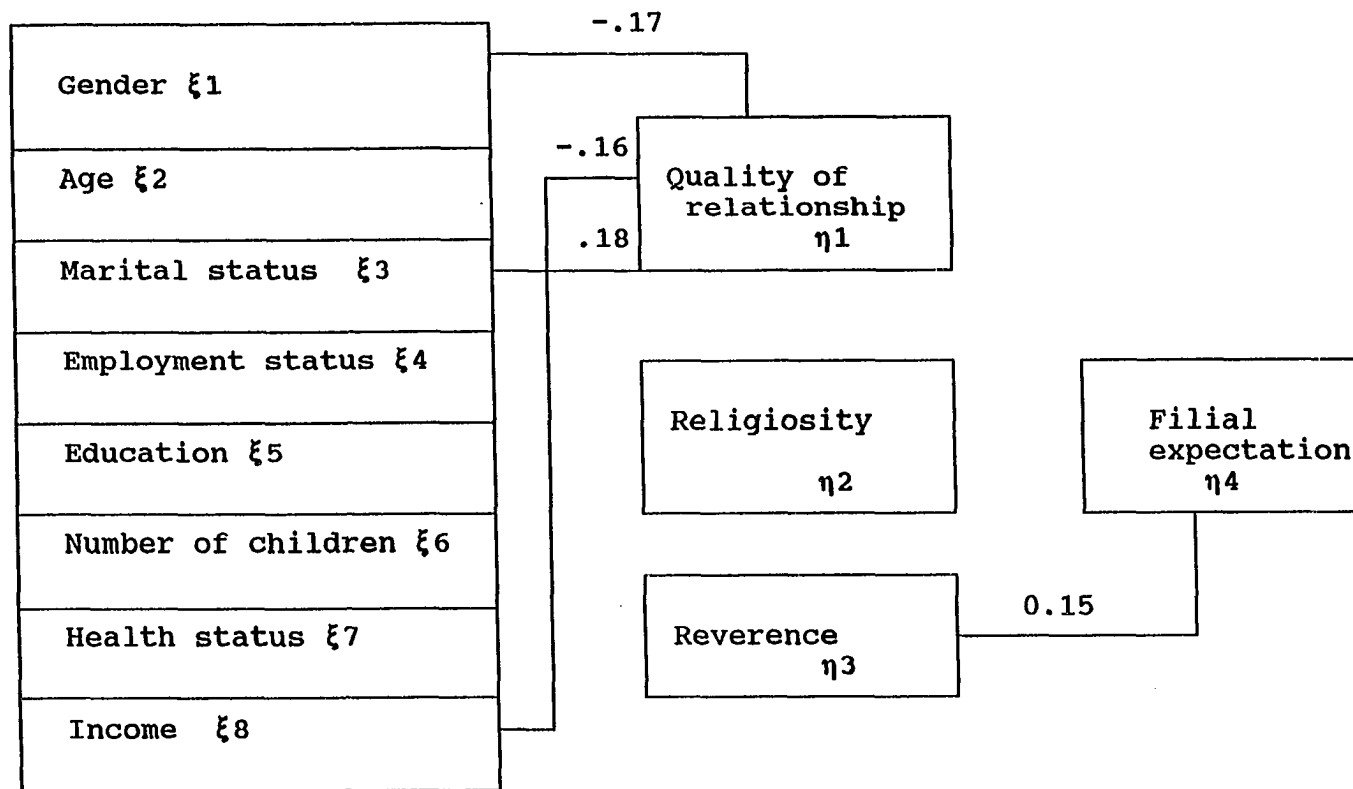 -.17
Gender ξ1
-.16
Age ξ2
Quality of
relationship
η1
.18
Marital status ξ3
Employment status ξ4
Religiosity
η2
Filial
expectation
η4
Education ξ5
Number of children ξ6
0.15
Health status ξ7
Reverence
η3
Income ξ8